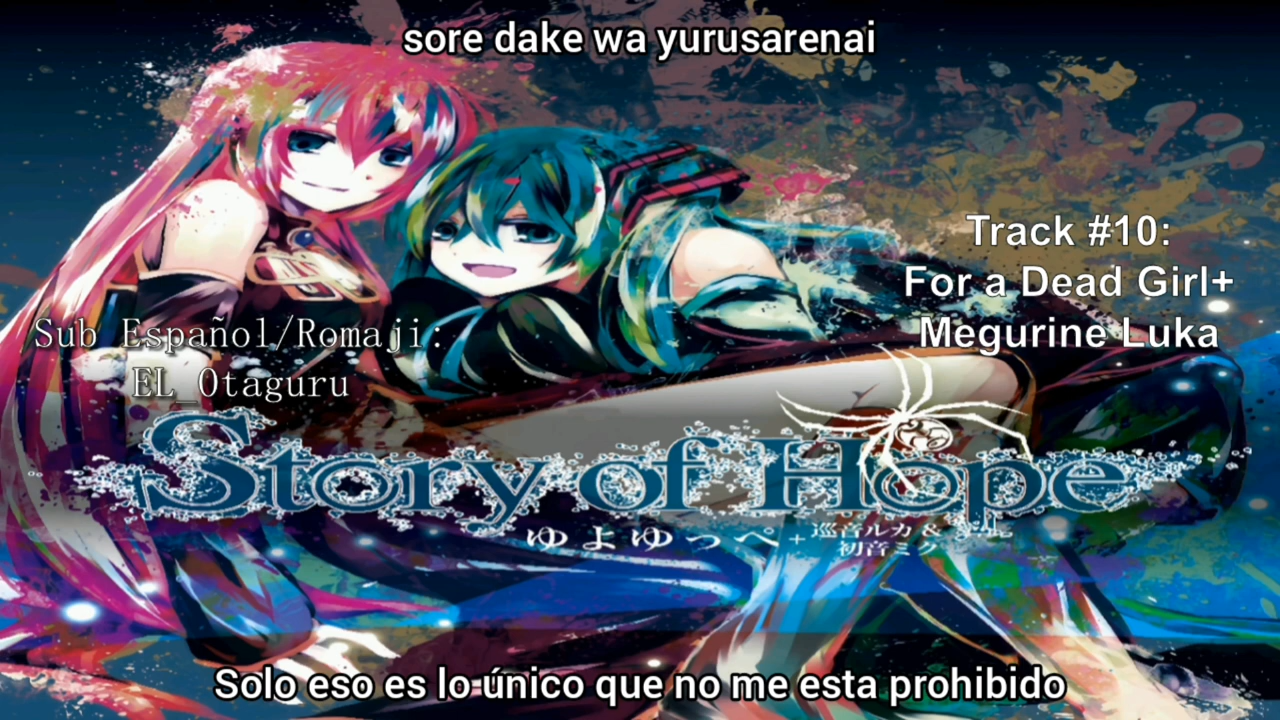 sore dake wa yurusarenai
Track #10:
For a Dead Girl+
Megurine Luka
Sub Español/Romaji:
EL_Otaguru
Story of Hope
ゆよゆっぺ+巡音ルカ &
初音ミク
Solo eso es lo único que no me esta prohibido